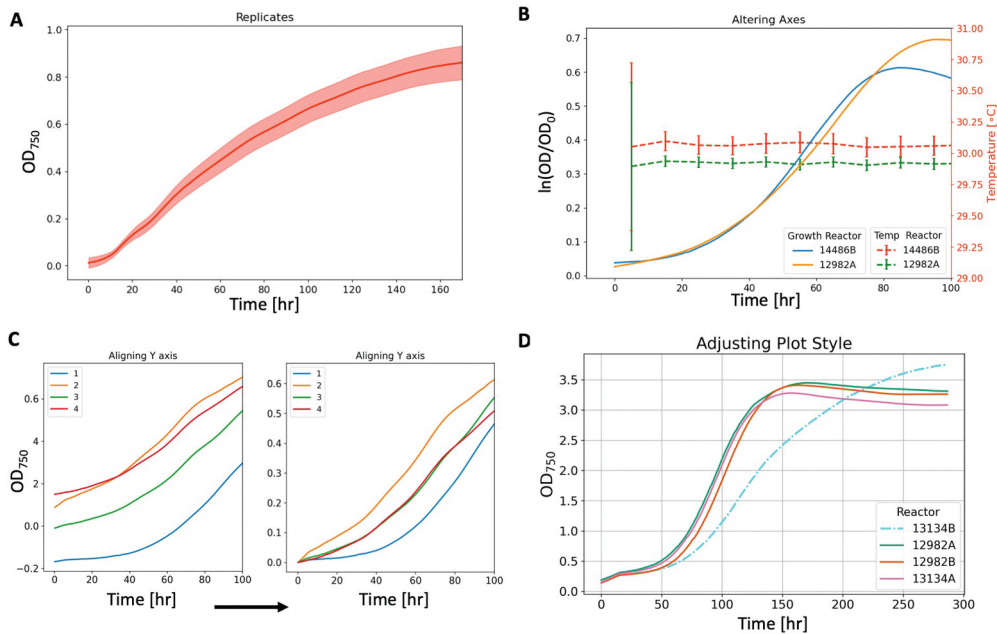 A
Replicates
1.0
0.8
0.6
0.4
0.2
0.0
OD750
0 20 40 60 80 100 120 140 160
Time [hr]
B
Altering Axes
0.7
0.6
0.5
0.4
0.3
0.2
0.1
0.0
ln(OD/OD0)
31.00
30.75
30.50
30.25
30.00
29.75
29.50
29.25
29.00
Temperature [∘C]
Growth Reactor
14486B
12982A
Temp Reactor
14486B
12982A
0 20 40 60 80 100
Time [hr]
C
Aligning Y axis
1
2
3
4
0.6
4
0.2
0.0
−0.2
OD750
0 20 40 60 80 100
Time [hr]
Aligning Y axis
1
2
3
4
0.6
0.5
0.4
0.3
0.2
0.1
0.0
0 20 40 60 80 100
Time [hr]
D
Adjusting Plot Style
3.5
3.0
2.5
2.0
1.5
1.0
0.5
0.0
OD750
Reactor
13134B
12982A
12982B
13134A
0 50 100 150 200 250 300
Time [hr]